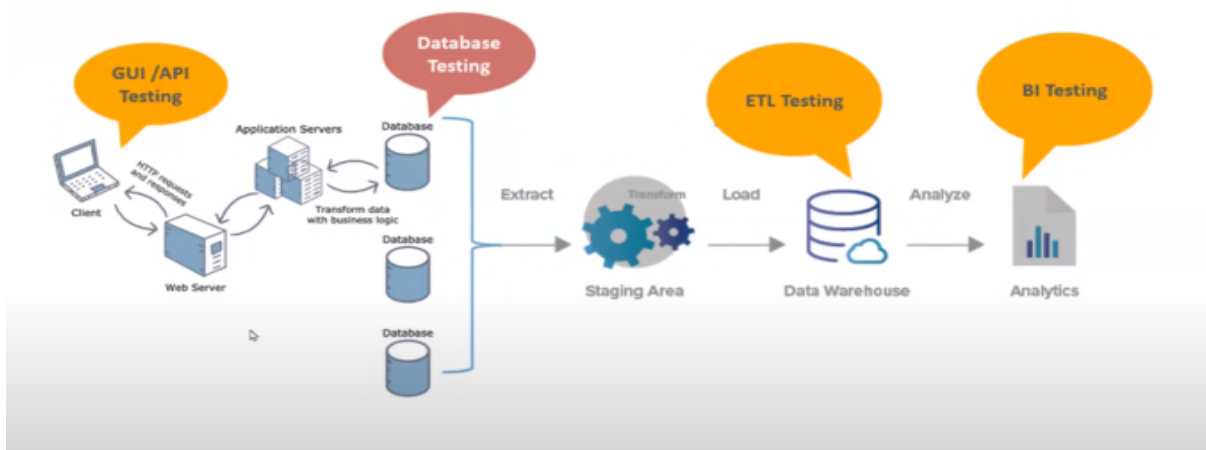 GUI /API
Testing
Database
Testing
ETL Testing
BI Testing
Application Servers
Database
HTTP requests
and responses
Client
Transform data
with business logic
Web Server
Database
Database
Extract
Transform
Load
Analyze
Staging Area
Data Warehouse
Analytics